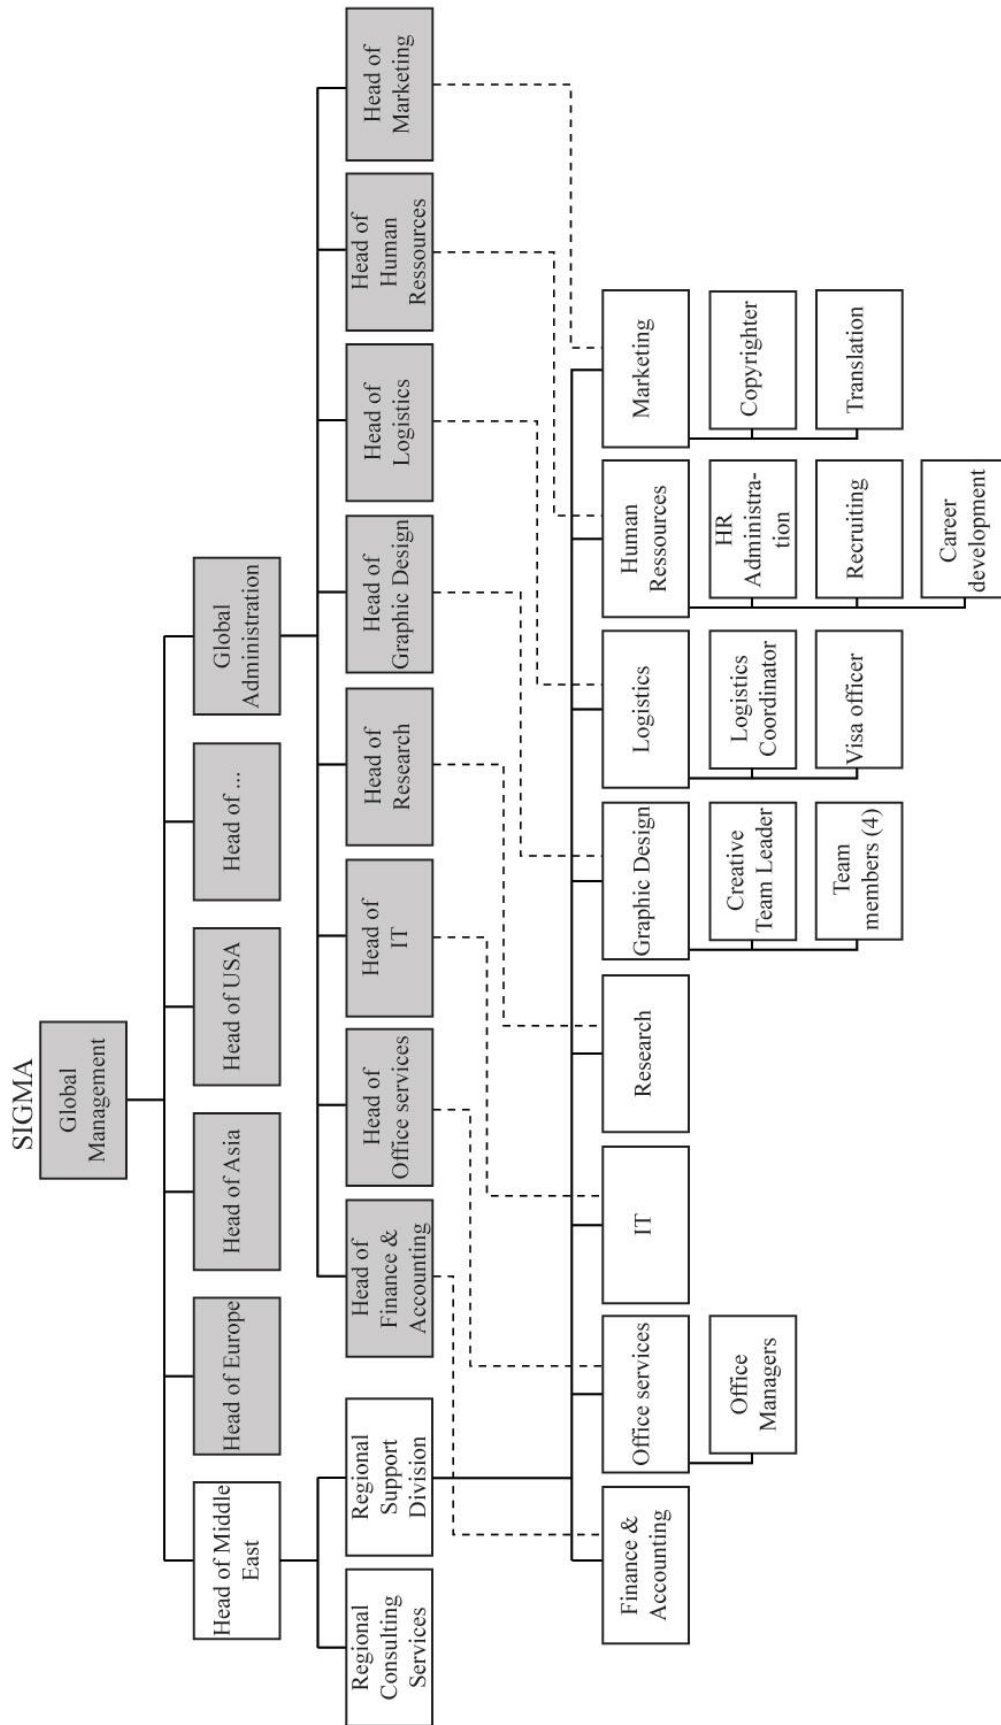 SIGMA
Global
Management
Head of Middle
East
Head of Europe
Head of Asia
Head of USA
Head of ...
Global
Administration
Regional
Consulting
Services
Regional
Support
Division
Head of
Finance &
Accounting
Head of
Office services
Head of
IT
Head of
Research
Head of
Graphic Design
Head of
Logistics
Head of
Human
Ressources
Head of
Marketing
Finance &
Accounting
Office services
IT
Research
Graphic Design
Logistics
Human
Ressources
Marketing
Office
Managers
Creative
Team Leader
Logistics
Coordinator
HR
Administra-
tion
Copyrighter
Team
members (4)
Visa officer
Recruiting
Translation
Career
development